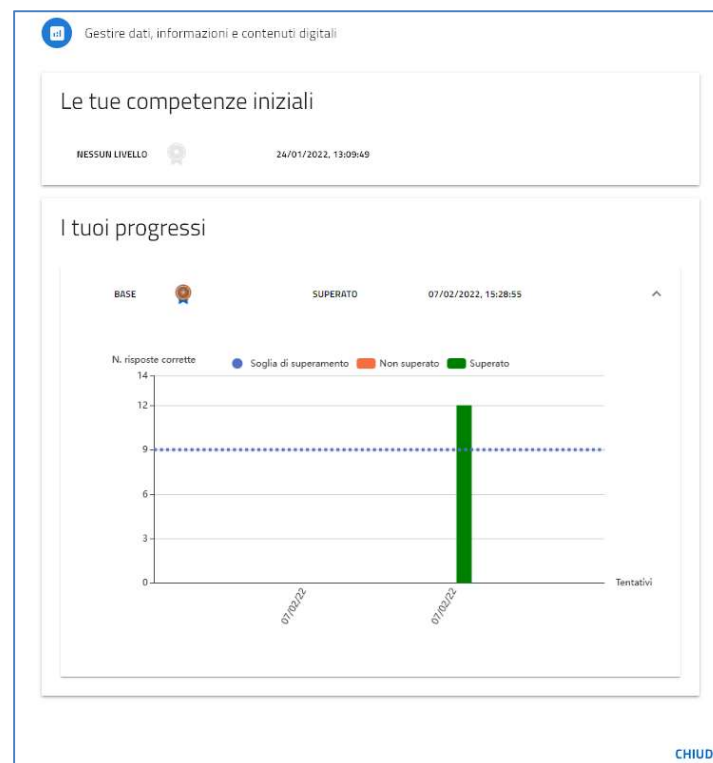 Gestire dati, informazioni e contenuti digitali
Le tue competenze iniziali
NESSUN LIVELLO 24/01/2022, 13:09:49
I tuoi progressi
BASE SUPERATO 07/02/2022, 15:28:55
N. risposte corrette
Soglia di superamento Non superato Superato
14
12
9
6
3
0
Tentativi
07/02/22 07/02/22
CHIUD